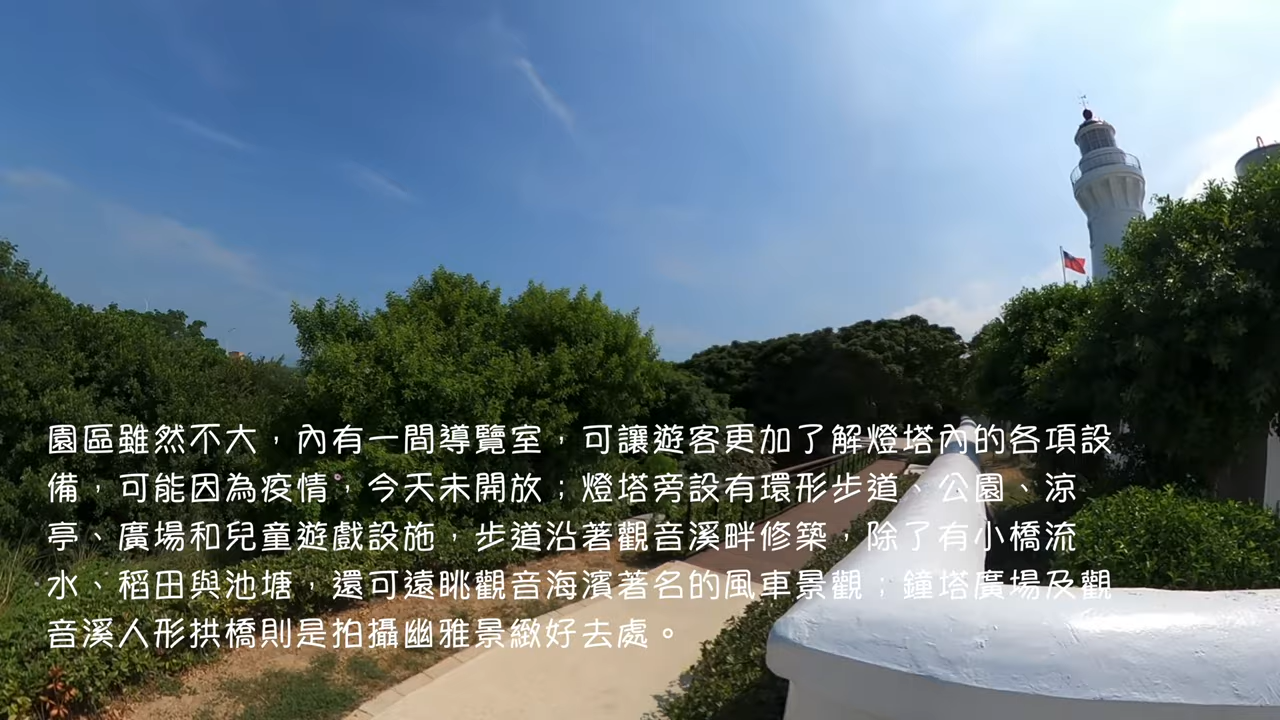 園區雖然不大，內有一間導覽室，可讓遊客更加了解燈塔內的各項設
備，可能因為疫情，今天未開放；燈塔旁設有環形步道、公園、涼
亭、廣場和兒童遊戲設施，步道沿著觀音溪畔修築，除了有小橋流
水、稻田與池塘，還可遠眺觀音海濱著名的風車景觀；鐘塔廣場及觀
音溪人形拱橋則是拍攝幽雅景緻好去處。